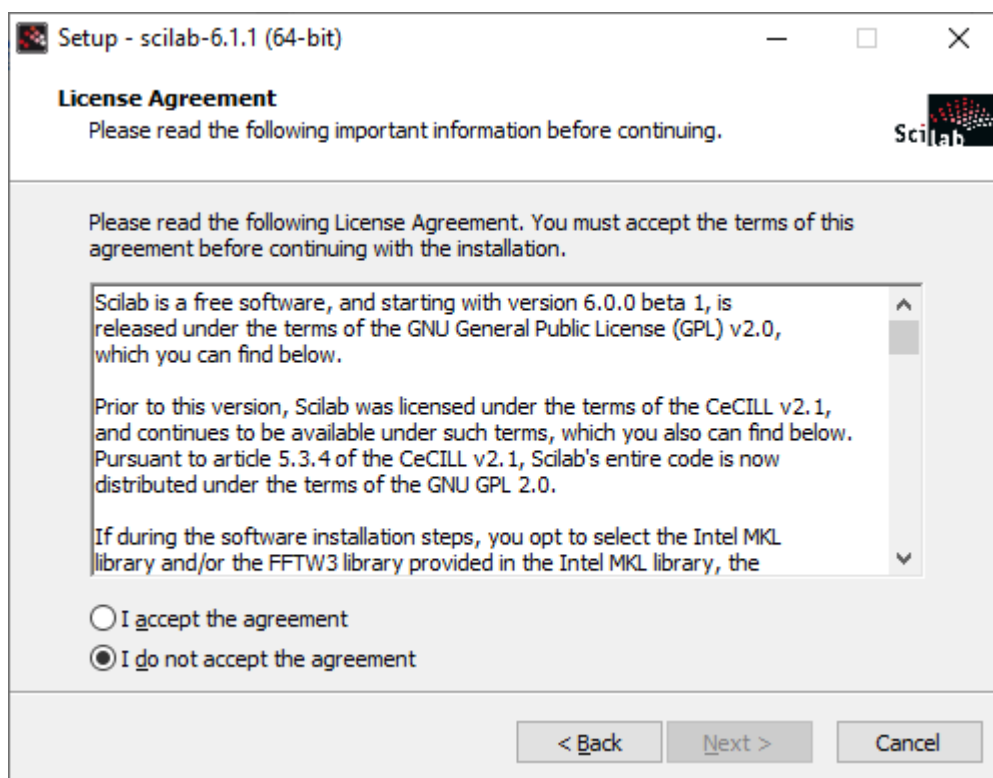 Setup - scilab-6.1.1 (64-bit)
License Agreement
Please read the following important information before continuing.
Scilab
Please read the following License Agreement. You must accept the terms of this
agreement before continuing with the installation.
Scilab is a free software, and starting with version 6.0.0 beta 1, is
released under the terms of the GNU General Public License (GPL) v2.0,
which you can find below.
Prior to this version, Scilab was licensed under the terms of the CeCILL v2.1,
and continues to be available under such terms, which you also can find below.
Pursuant to article 5.3.4 of the CeCILL v2.1, Scilab's entire code is now
distributed under the terms of the GNU GPL 2.0.
If during the software installation steps, you opt to select the Intel MKL
library and/or the FFTW3 library provided in the Intel MKL library, the
I accept the agreement
I do not accept the agreement
< Back Next > Cancel